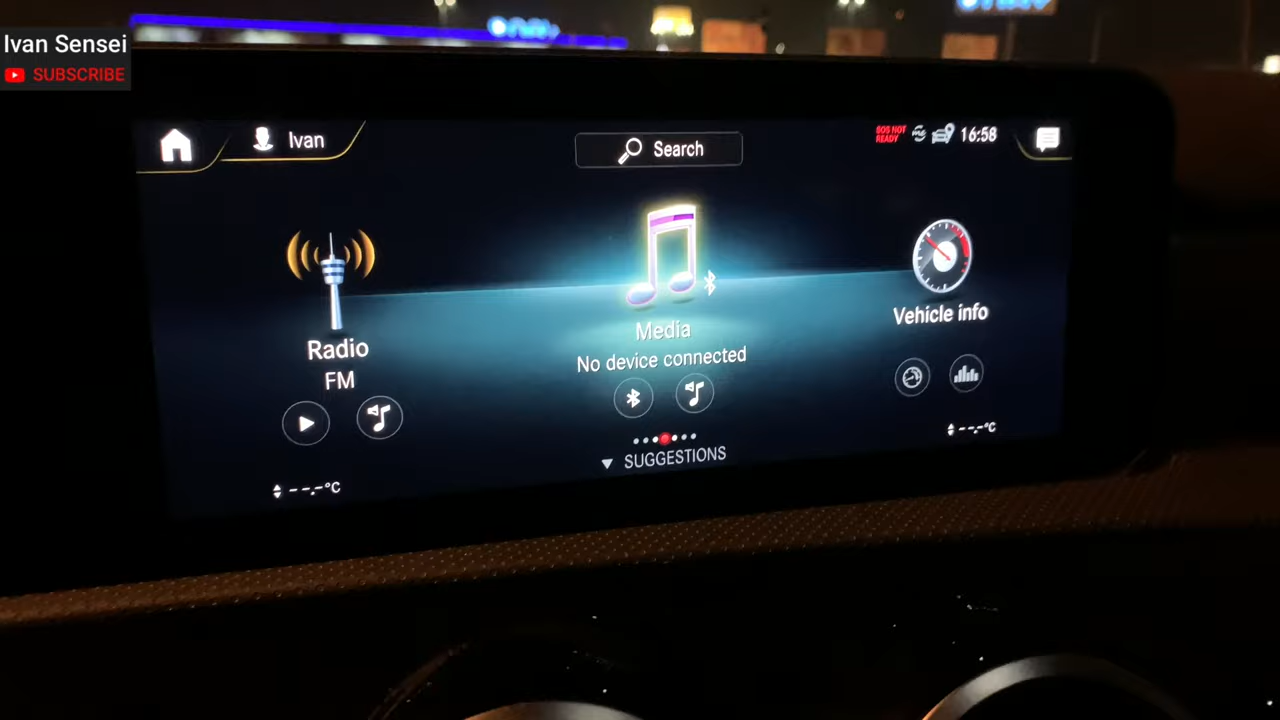 Ivan Sensei
SUBSCRIBE
Ivan
Search
SOS NOT
READY
16:58
Radio
FM
Media
No device connected
Vehicle info
SUGGESTIONS
--.-°C
--.-°C